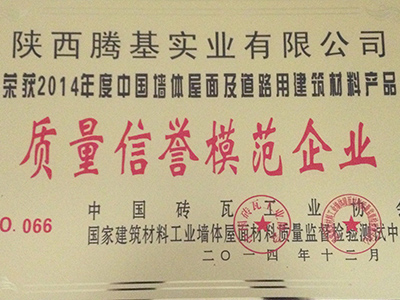 陕西腾基实业有限公司
荣获2014年度中国墙体屋面及道路用建筑材料产品
质量信誉模范企业
O. 066
中国砖瓦工业协会
国家建筑材料工业墙体屋面材料质量监督检验测试中
二〇一四年十二月